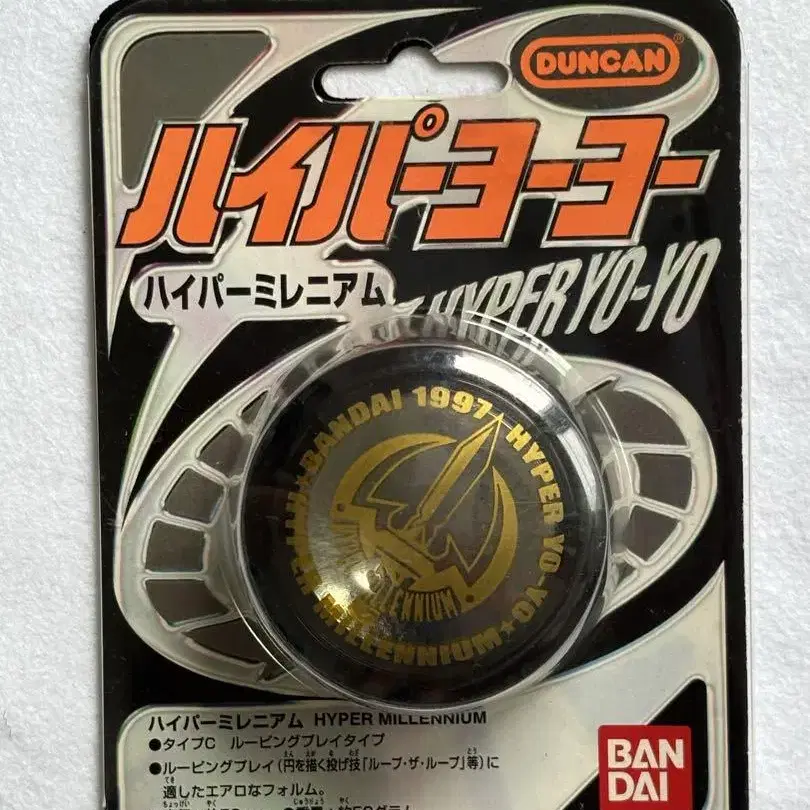 DUNCAN®
ハイパーヨーヨー
ハイパーミレニアム
HYPER YO-YO
BANDAI 1997★HYPER YO-YO★HYPER MILLENNIUM★
MILLENNIUM
ハイパーミレニアム HYPER MILLENNIUM
●タイプC ルーピングプレイタイプ
●ルーピングプレイ(円を描く投げ技「ループ・ザ・ループ」等)に
適したエアロなフォルム。
BAN
DAI